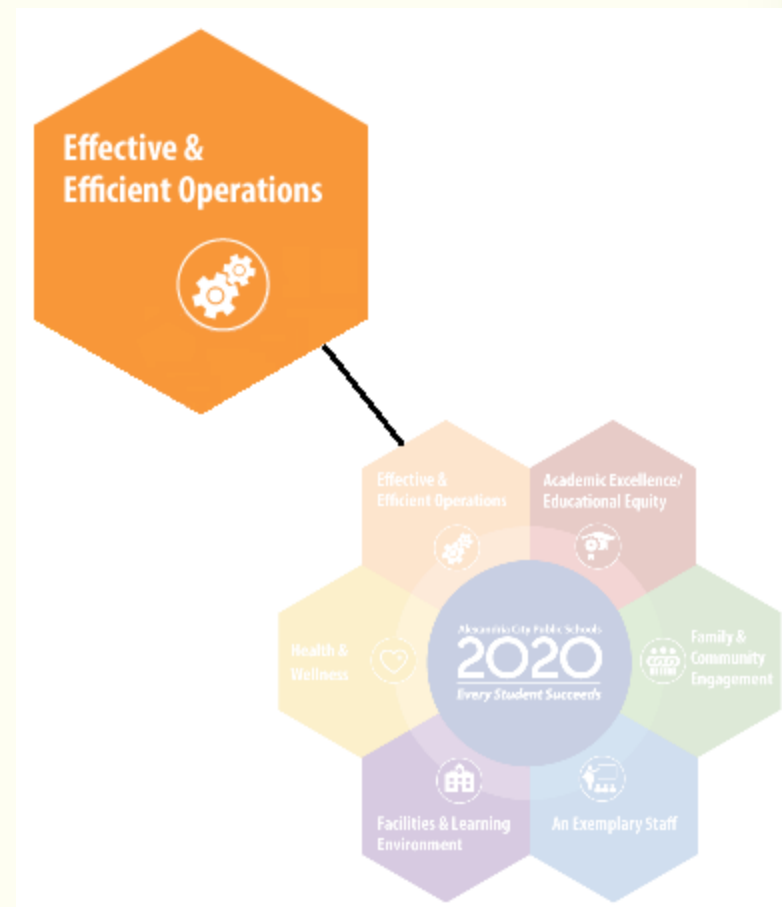 Effective &
Efficient Operations
Effective &
Efficient Operations
Academic Excellence/
Educational Equity
Health &
Wellness
Alexandria City Public Schools
2020
Every Student Succeeds
Family &
Community
Engagement
Facilities & Learning
Environment
An Exemplary Staff